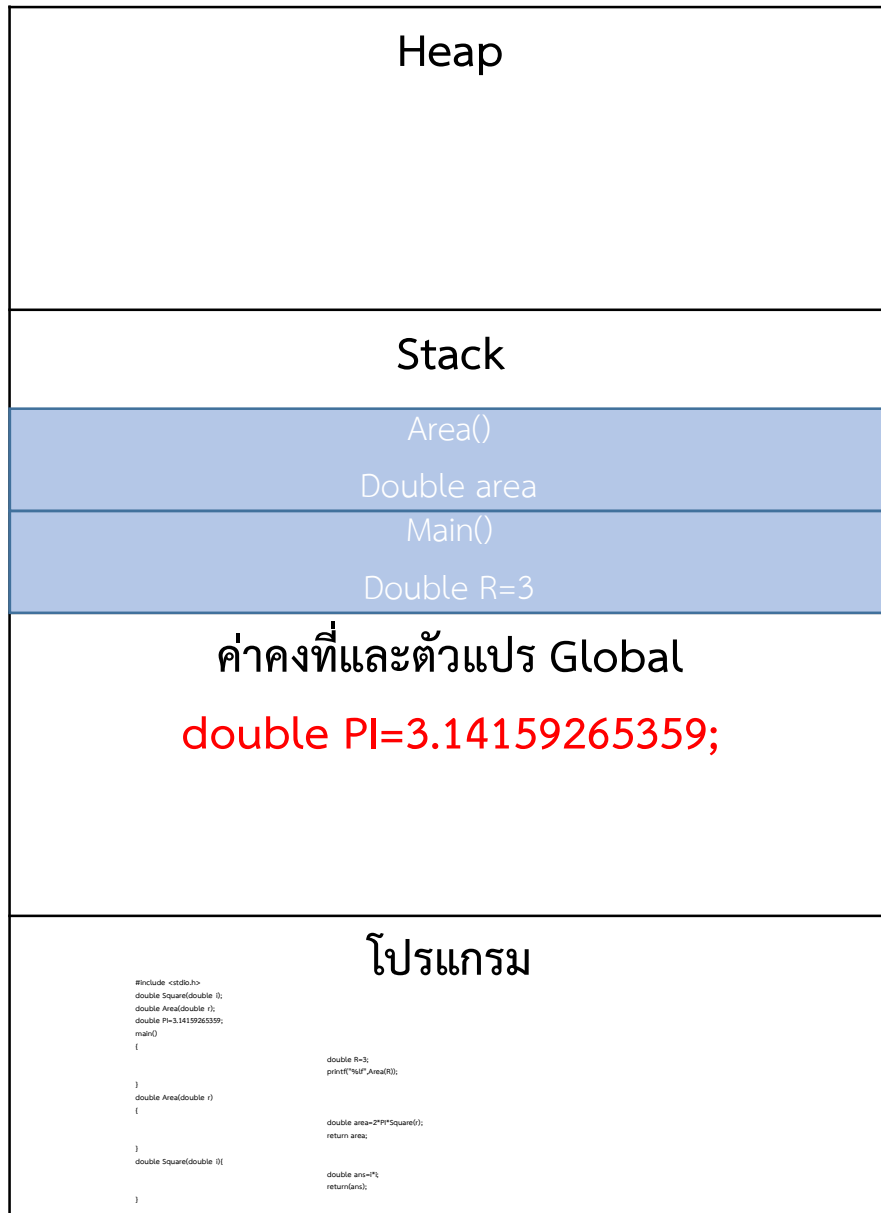 Heap
Stack
Area()
Double area
Main()
Double R=3
ค่าคงที่และตัวแปร Global
double PI=3.14159265359;
โปรแกรม
#include <stdio.h>
double Square(double i);
double Area(double r);
double PI=3.14159265359;
main()
{
double R=3;
printf("%lf",Area(R));
}
double Area(double r)
{
double area=2*PI*Square(r);
return area;
}
double Square(double i){
double ans=i*i;
return(ans);
}